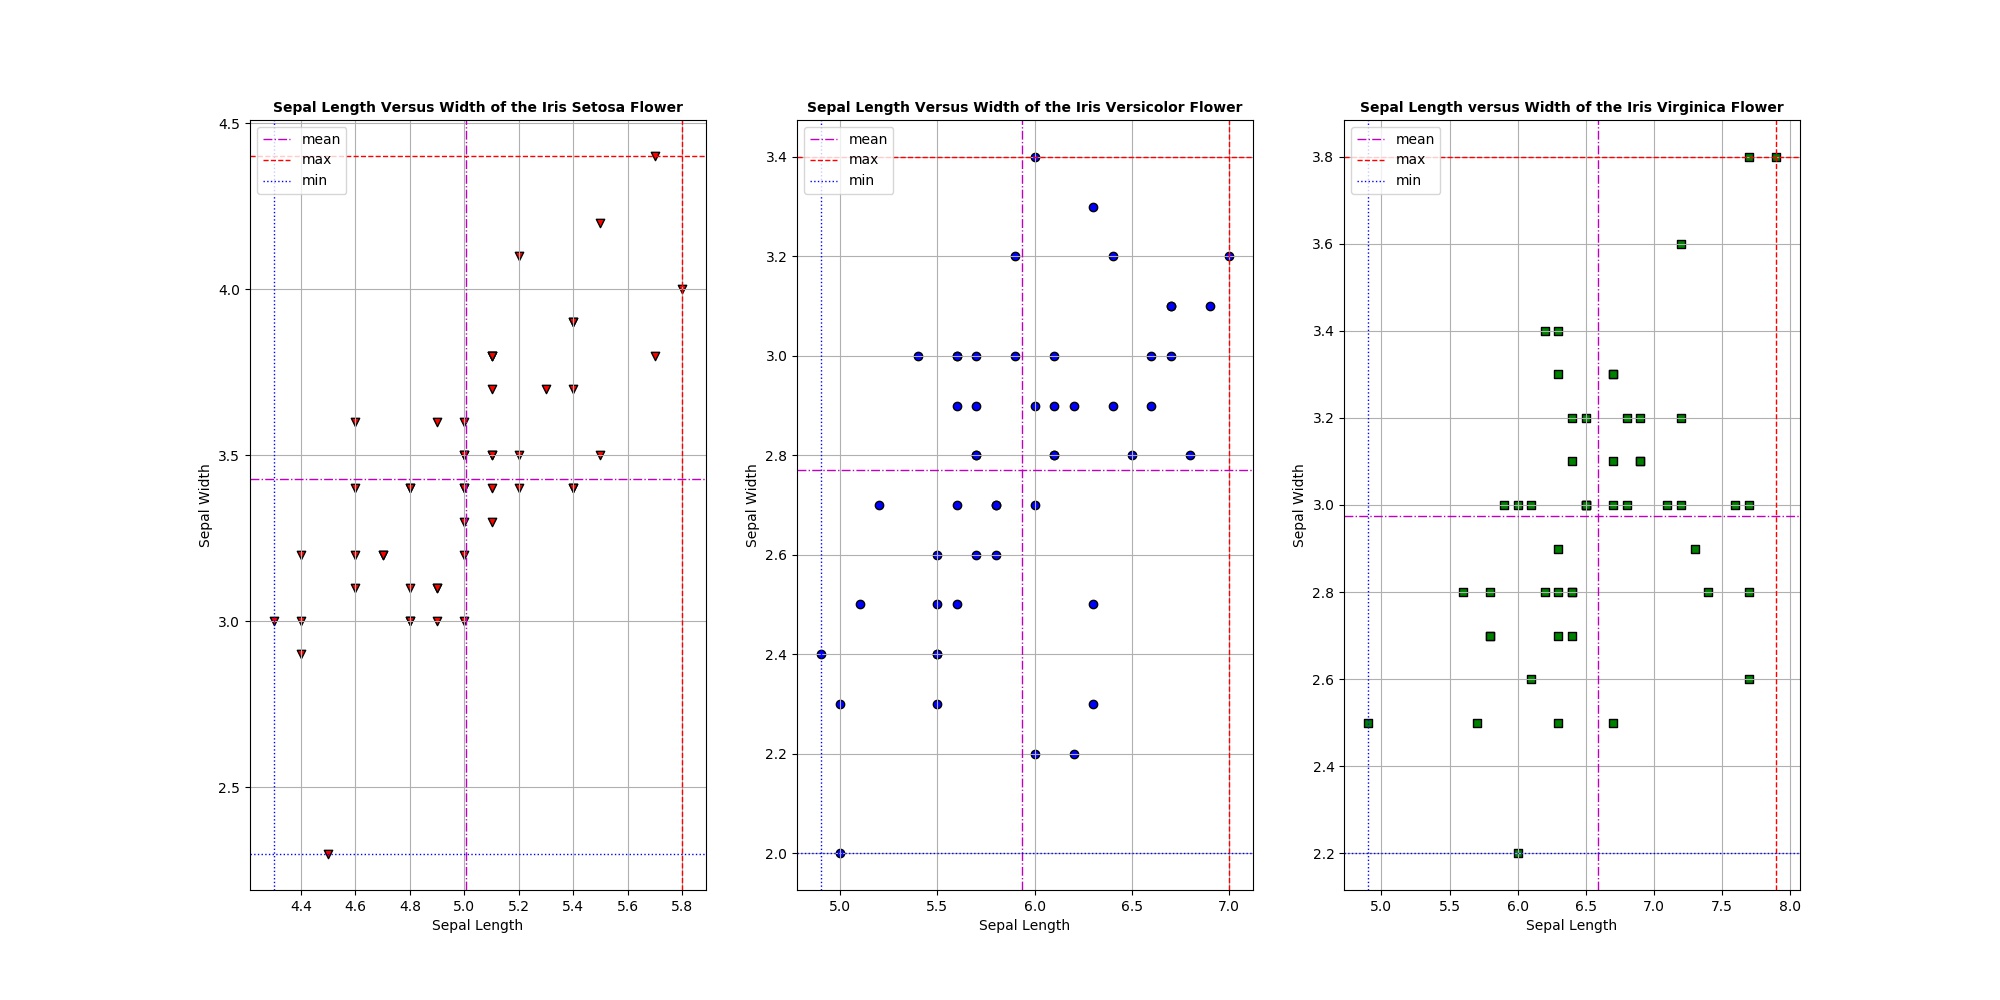 Sepal Length Versus Width of the Iris Setosa Flower
mean
max
min
4.5
4.0
3.5
3.0
2.5
Sepal Width
4.4 4.6 4.8 5.0 5.2 5.4 5.6 5.8
Sepal Length
Sepal Length Versus Width of the Iris Versicolor Flower
mean
max
min
3.4
3.2
3.0
2.8
2.6
2.4
2.2
2.0
Sepal Width
5.0 5.5 6.0 6.5 7.0
Sepal Length
Sepal Length versus Width of the Iris Virginica Flower
mean
max
min
3.8
3.6
3.4
3.2
3.0
2.8
2.6
2.4
2.2
Sepal Width
5.0 5.5 6.0 6.5 7.0 7.5 8.0
Sepal Length